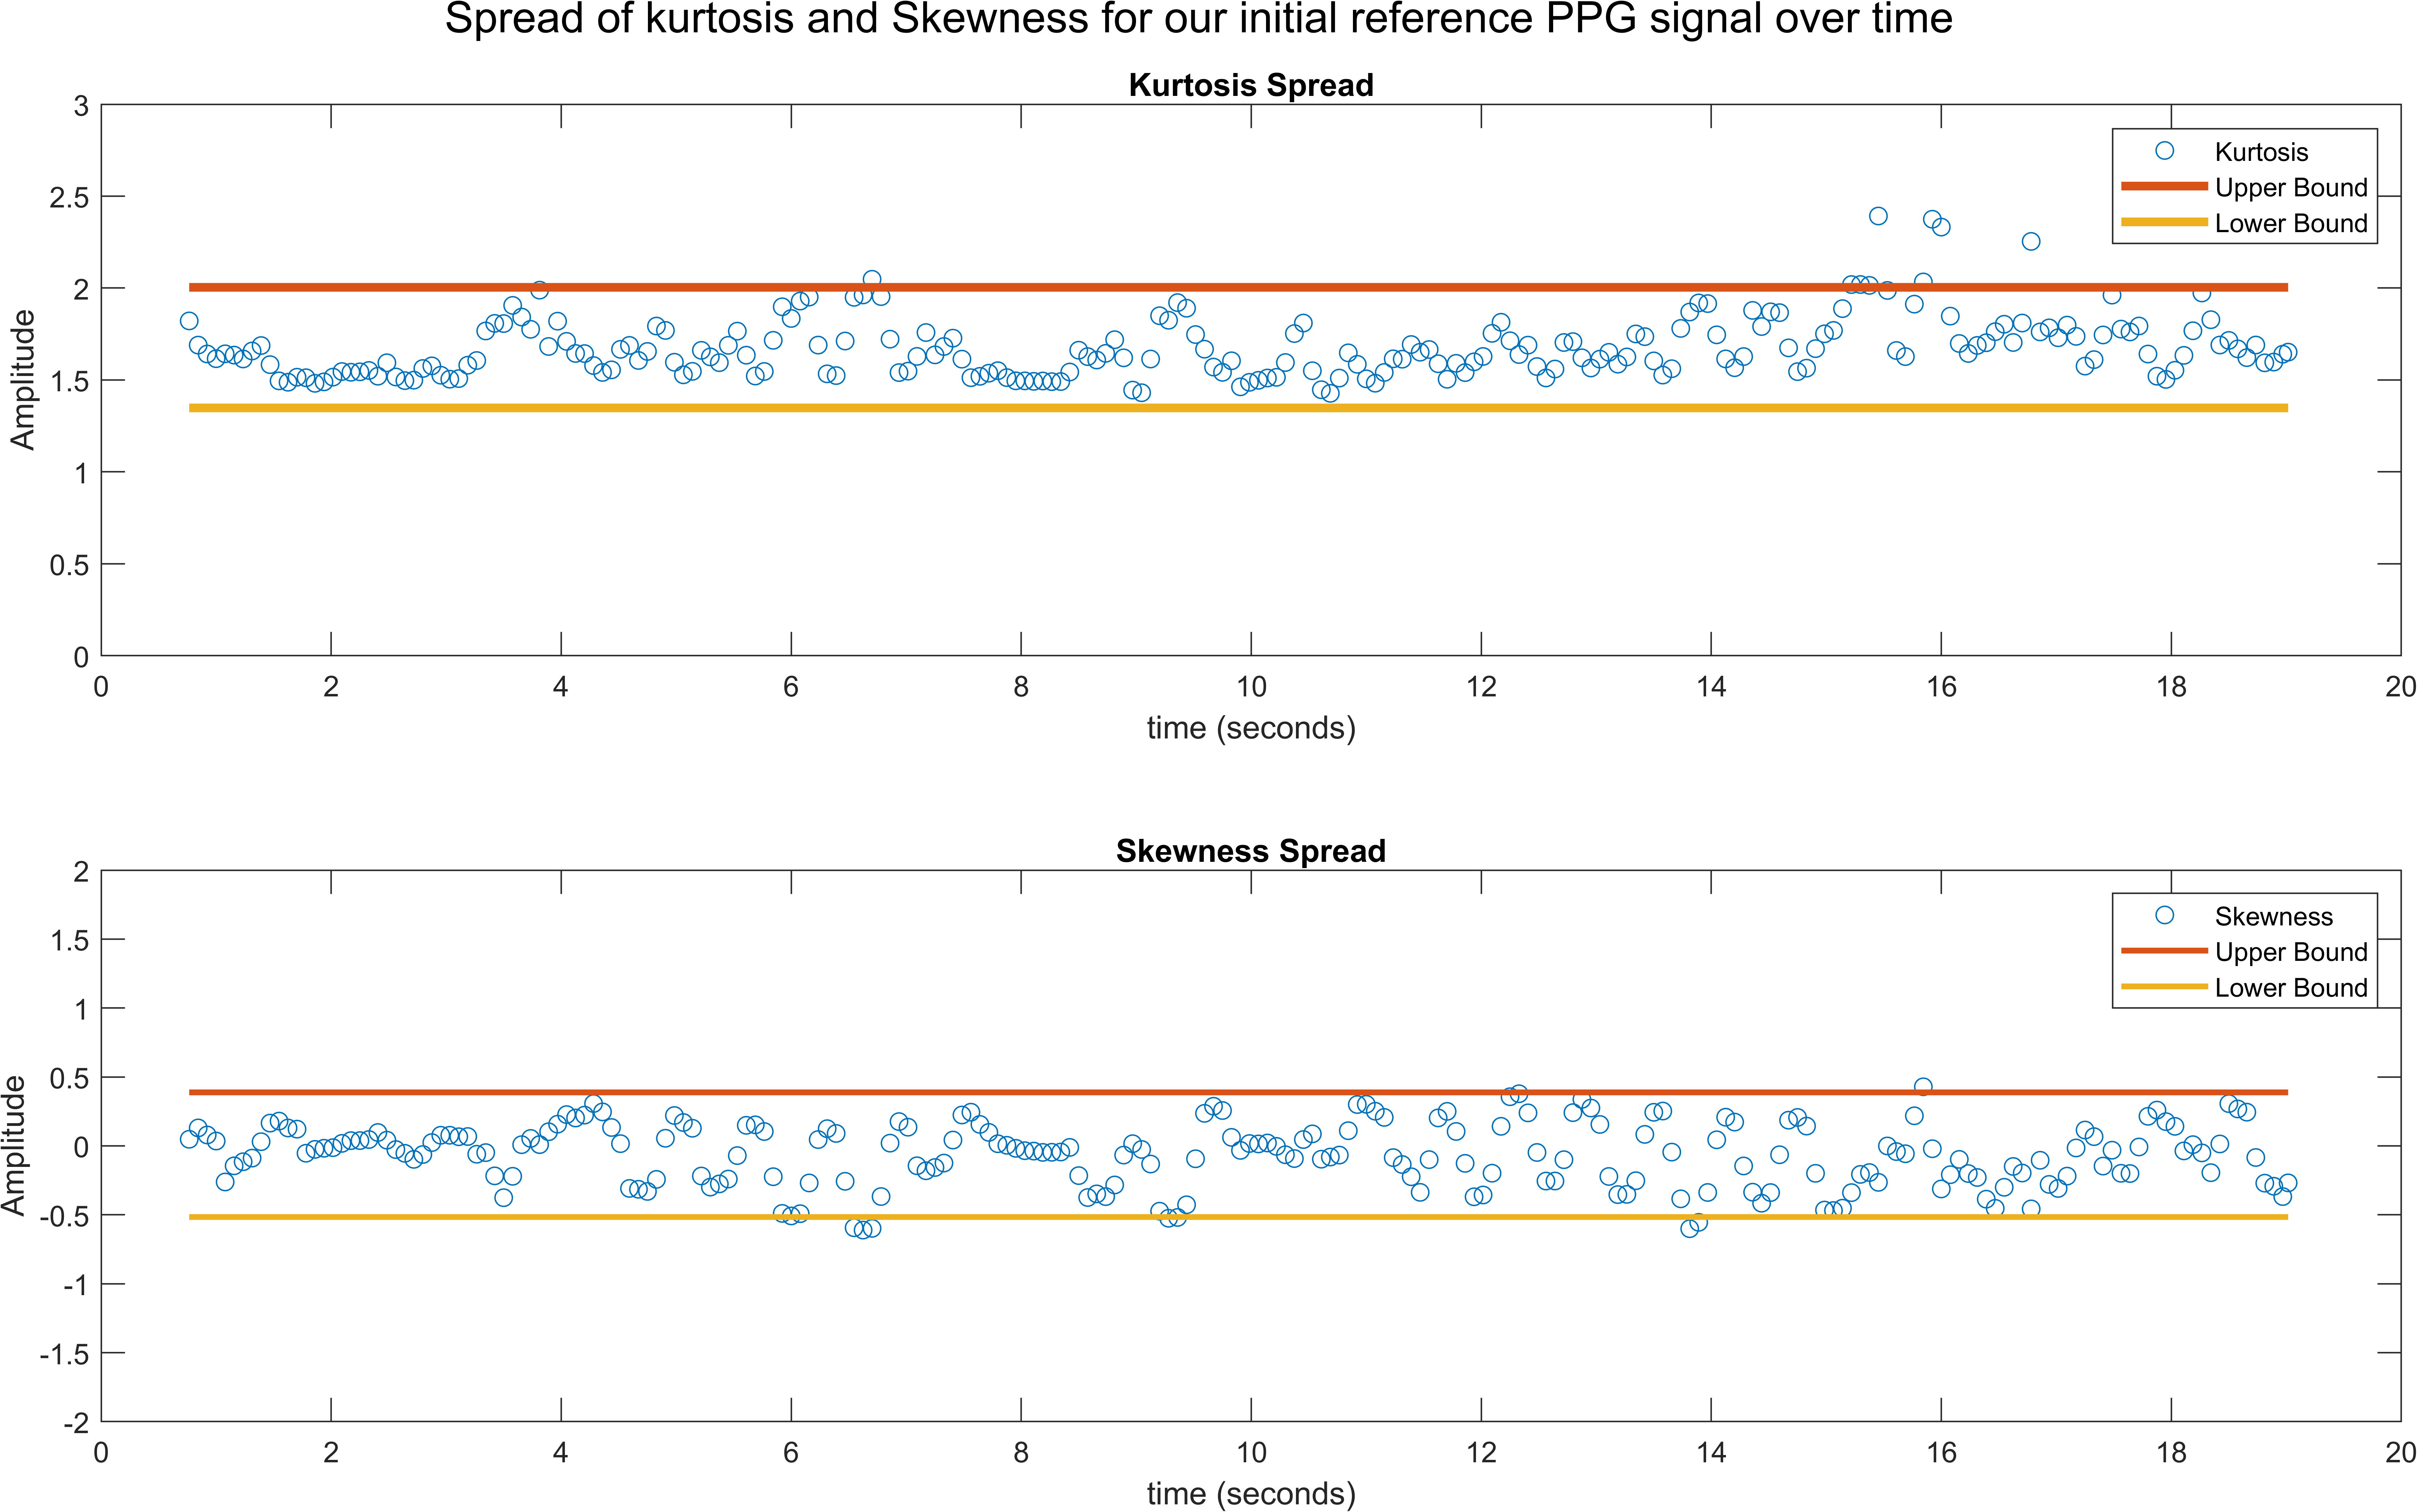 Spread of kurtosis and Skewness for our initial reference PPG signal over time
Kurtosis Spread
3
2.5
2
1.5
1
0.5
0
Amplitude
Kurtosis
Upper Bound
Lower Bound
0 2 4 6 8 10 12 14 16 18 20
time (seconds)
Skewness Spread
2
1.5
1
0.5
0
-0.5
-1
-1.5
-2
Amplitude
Skewness
Upper Bound
Lower Bound
0 2 4 6 8 10 12 14 16 18 20
time (seconds)